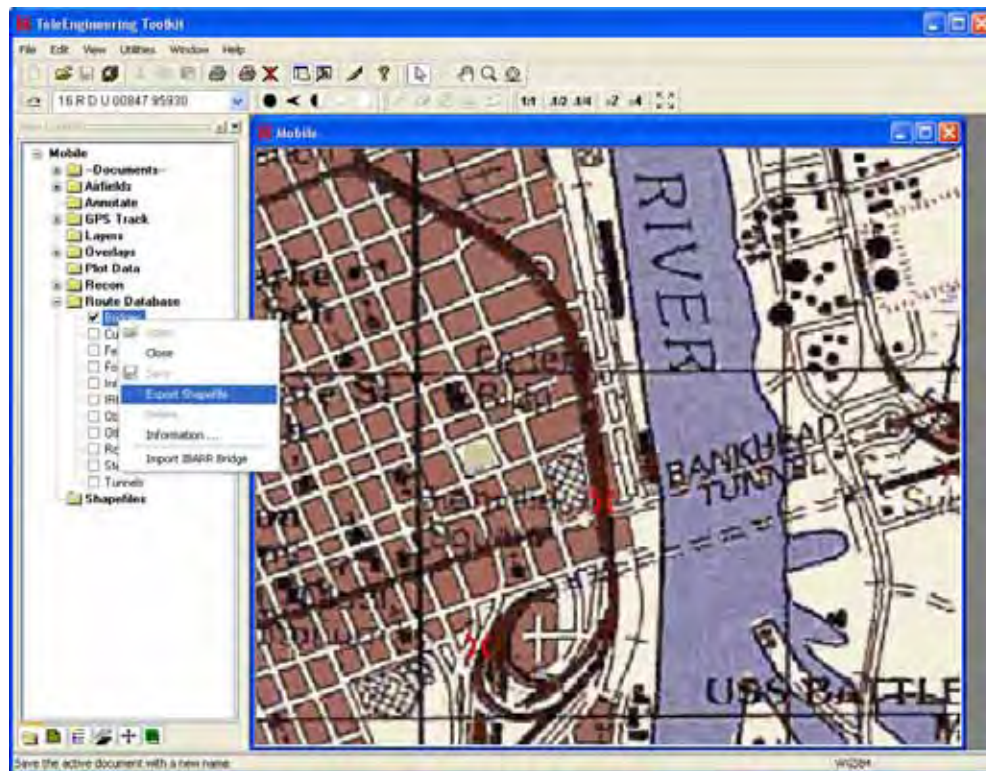 TeleEngineering Toolkit
File Edit View Utilities Window Help
16 R D U 00847 95930
1:1 1/2 1/4 x2 x4
Mobile
Mobile
--Documents--
Airfields
Annotate
GPS Track
Layers
Overlays
Plot Data
Recon
Route Database
Bridges
Close
Save
Export Shapefile
Delete
Information ...
Import IBARR Bridge
Tunnels
Shapefiles
RIVER
BANKHEAD
TUNNEL
Square
USS BATTLE
Save the active document with a new name
WGS84